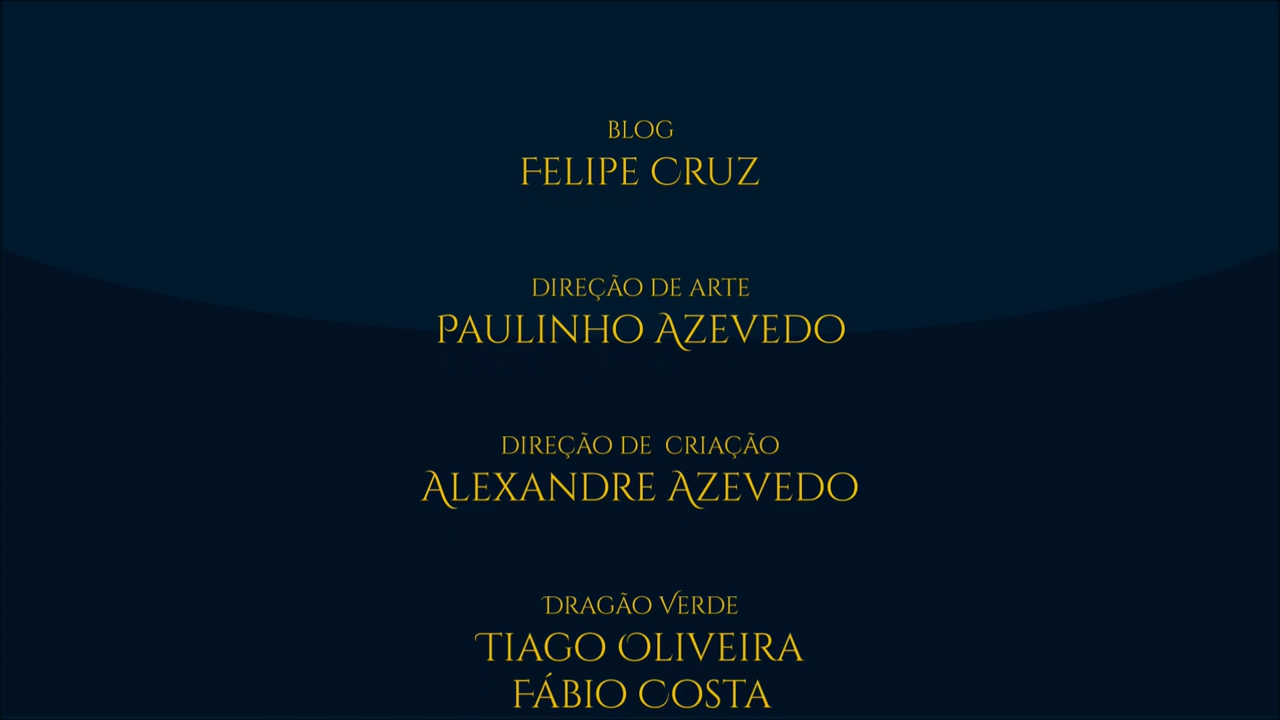 BLOG
FELIPE CRUZ
DIREÇÃO DE ARTE
PAULINHO AZEVEDO
DIREÇÃO DE CRIAÇÃO
ALEXANDRE AZEVEDO
DRAGÃO VERDE
TIAGO OLIVEIRA
FÁBIO COSTA